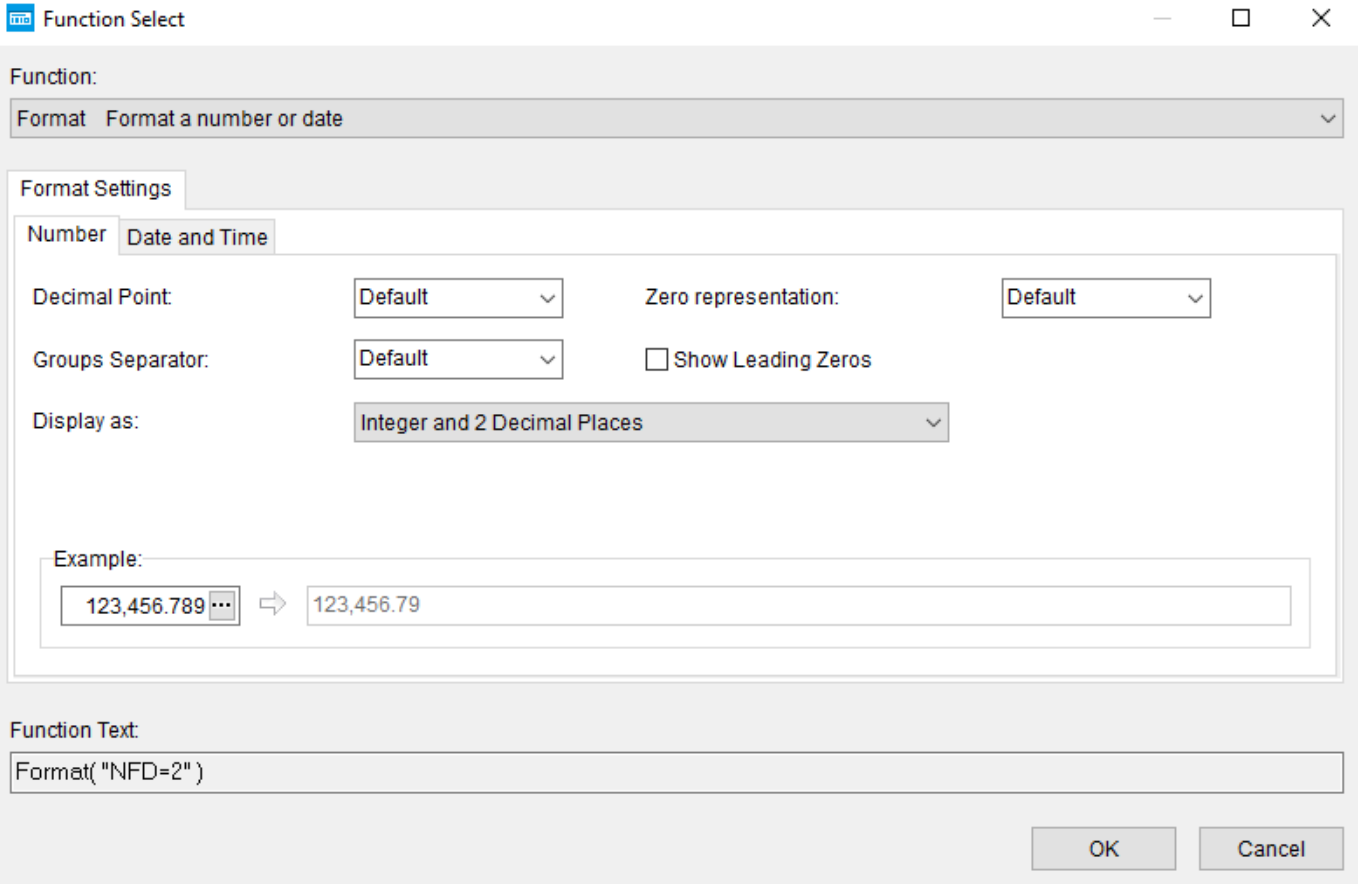 Function Select
Function:
Format Format a number or date
Format Settings
Number Date and Time
Decimal Point: Default Zero representation: Default
Groups Separator: Default Show Leading Zeros
Display as: Integer and 2 Decimal Places
Example:
123,456.789 ... 123,456.79
Function Text:
Format( "NFD=2" )
OK Cancel